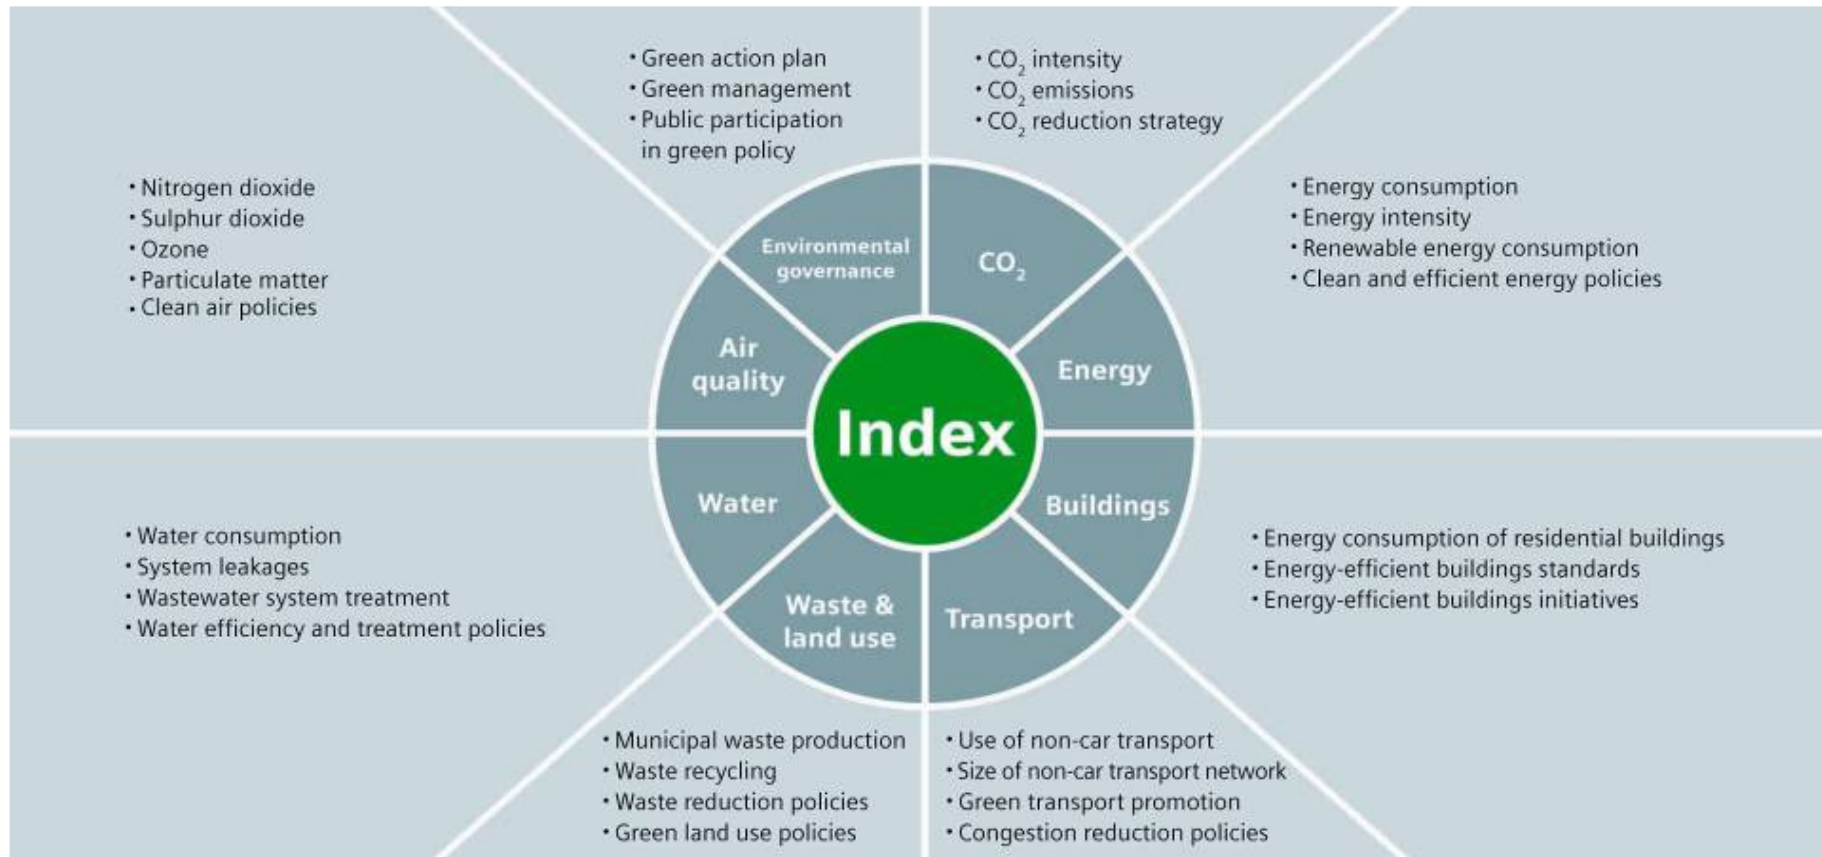 • Green action plan
• Green management
• Public participation
in green policy
• CO₂ intensity
• CO₂ emissions
• CO₂ reduction strategy
• Nitrogen dioxide
• Sulphur dioxide
• Ozone
• Particulate matter
• Clean air policies
• Energy consumption
• Energy intensity
• Renewable energy consumption
• Clean and efficient energy policies
Environmental
governance
CO₂
Air
quality
Energy
Index
Water
Buildings
Waste &
land use
Transport
• Water consumption
• System leakages
• Wastewater system treatment
• Water efficiency and treatment policies
• Energy consumption of residential buildings
• Energy-efficient buildings standards
• Energy-efficient buildings initiatives
• Municipal waste production
• Waste recycling
• Waste reduction policies
• Green land use policies
• Use of non-car transport
• Size of non-car transport network
• Green transport promotion
• Congestion reduction policies